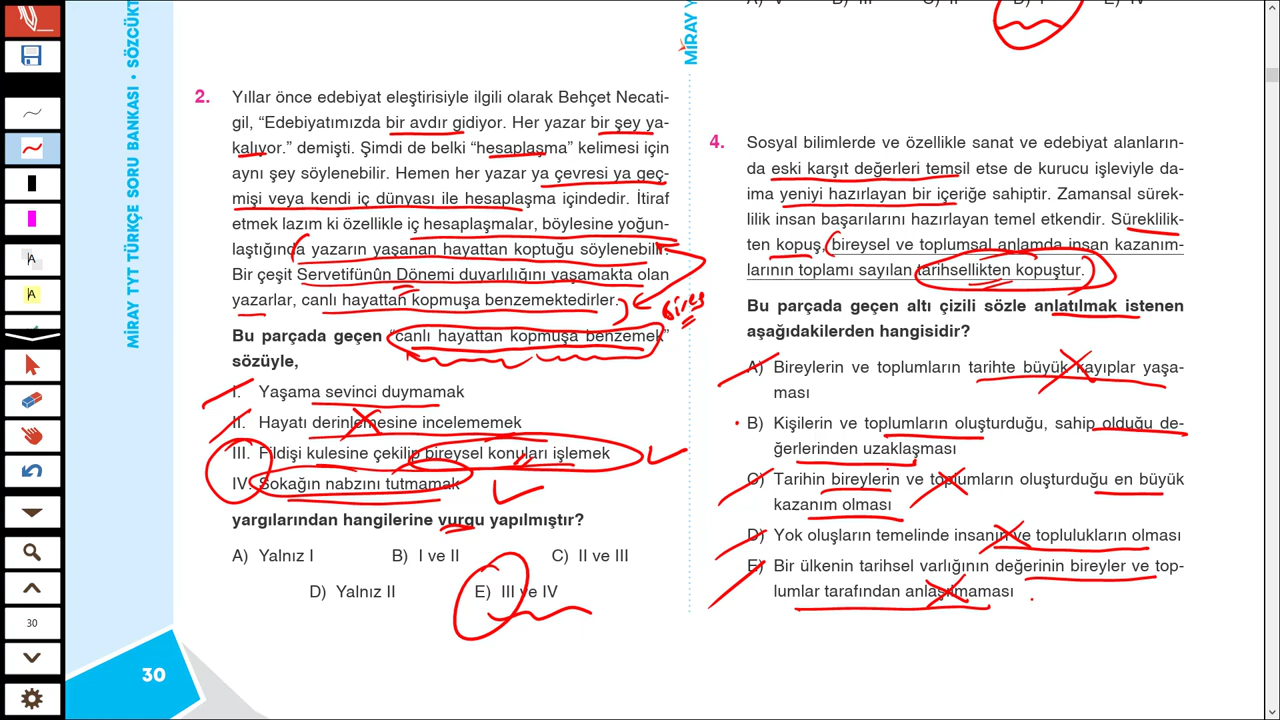 MİRAY TYT TÜRKÇE SORU BANKASI • SÖZCÜKT
2.
Yıllar önce edebiyat eleştirisiyle ilgili olarak Behçet Necati-
gil, “Edebiyatımızda bir avdır gidiyor. Her yazar bir şey ya-
kalıyor.” demişti. Şimdi de belki “hesaplaşma” kelimesi için
aynı şey söylenebilir. Hemen her yazar ya çevresi ya geç-
mişi veya kendi iç dünyası ile hesaplaşma içindedir. İtiraf
etmek lazım ki özellikle iç hesaplaşmalar, böylesine yoğun-
laştığında yazarın yaşanan hayattan koptuğu söylenebilir.
Bir çeşit Servetifünûn Dönemi duyarlılığını yaşamakta olan
yazarlar, canlı hayattan kopmuşa benzemektedirler.
Bu parçada geçen “canlı hayattan kopmuşa benzemek”
sözüyle,
I. Yaşama sevinci duymamak
II. Hayatı derinlemesine incelememek
III. Fildişi kulesine çekilip bireysel konuları işlemek
IV. Sokağın nabzını tutmamak
yargılarından hangilerine vurgu yapılmıştır?
A) Yalnız I B) I ve II C) II ve III
D) Yalnız II E) III ve IV
30
MİRAY Y
4.
Sosyal bilimlerde ve özellikle sanat ve edebiyat alanların-
da eski karşıt değerleri temsil etse de kurucu işleviyle da-
ima yeniyi hazırlayan bir içeriğe sahiptir. Zamansal sürek-
lilik insan başarılarını hazırlayan temel etkendir. Süreklilik-
ten kopuş, bireysel ve toplumsal anlamda insan kazanım-
larının toplamı sayılan tarihsellikten kopuştur.
Bu parçada geçen altı çizili sözle anlatılmak istenen
aşağıdakilerden hangisidir?
A) Bireylerin ve toplumların tarihte büyük kayıplar yaşa-
ması
B) Kişilerin ve toplumların oluşturduğu, sahip olduğu de-
ğerlerinden uzaklaşması
C) Tarihin bireylerin ve toplumların oluşturduğu en büyük
kazanım olması
D) Yok oluşların temelinde insanın ve toplulukların olması
E) Bir ülkenin tarihsel varlığının değerinin bireyler ve top-
lumlar tarafından anlaşılmaması
30